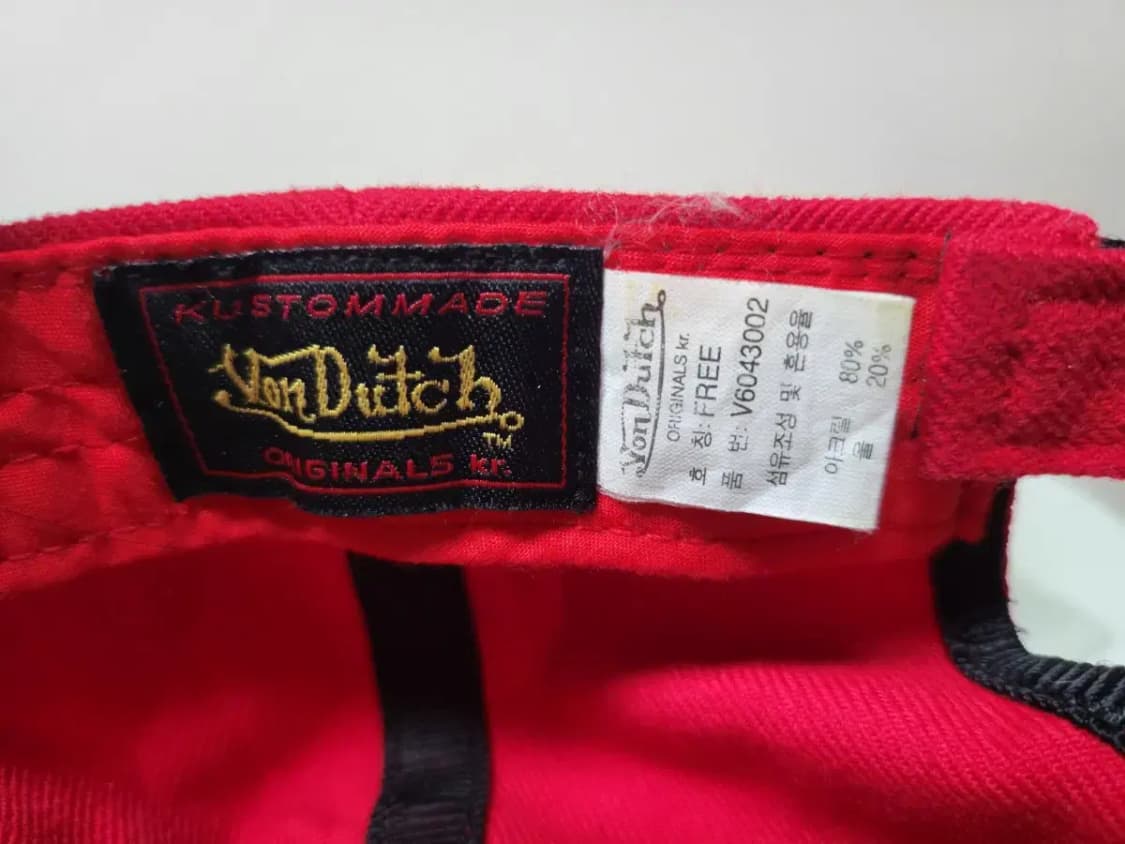 KUSTOMMADE
Von Dutch
TM
ORIGINALS kr.
Von Dutch
ORIGINALS kr.
호 칭: FREE
품 번: V6043002
섬유조성 및 혼용율
아크릴 80%
울 20%